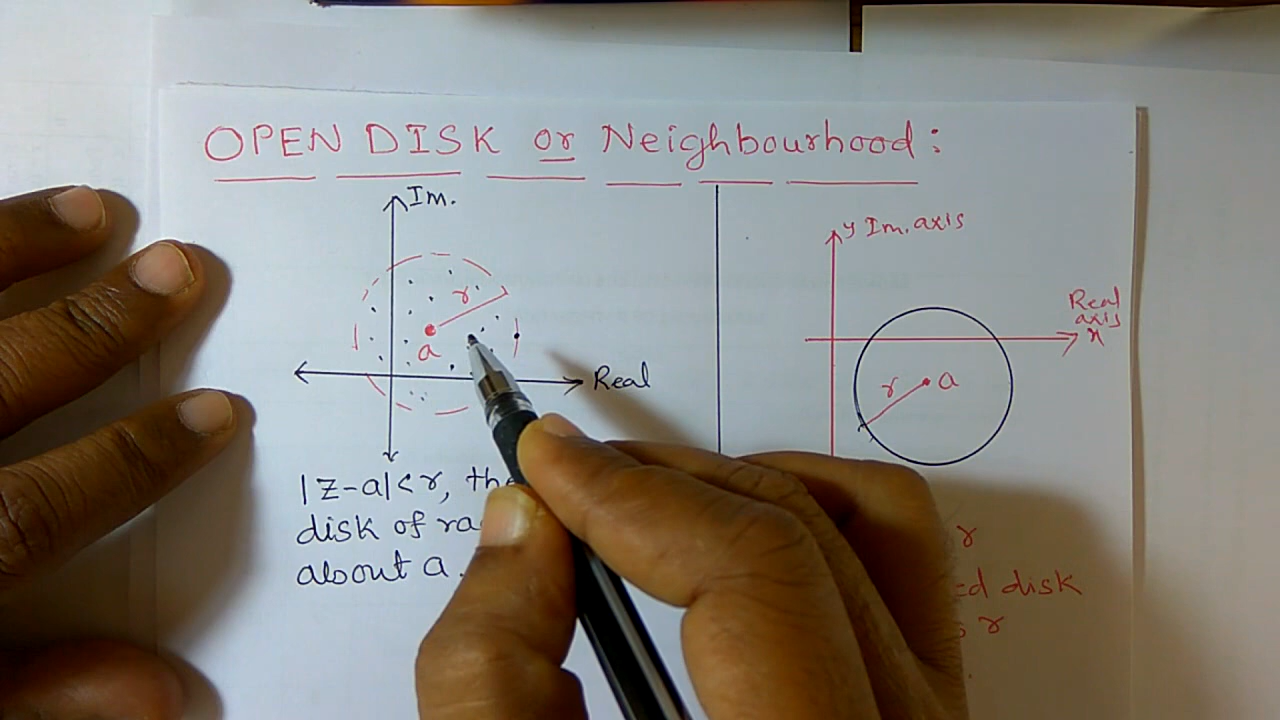 OPEN DISK or Neighbourhood:
Im.
r
a
Real
|z-a|<r, the
disk of ra
about a.
y Im. axis
Real
axis
x
r
a
r
ed disk
r